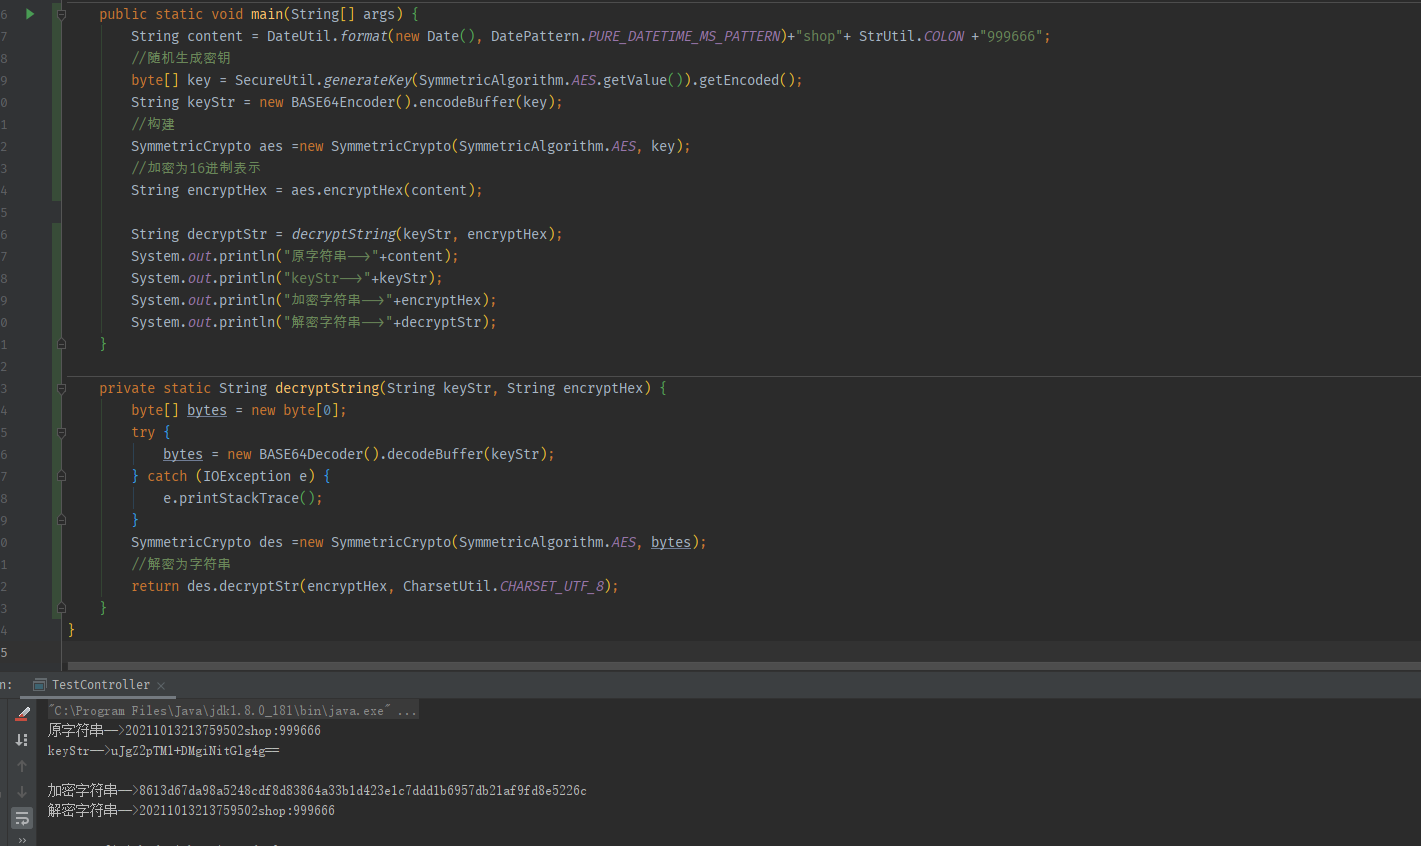 6 public static void main(String[] args) {
7 String content = DateUtil.format(new Date(), DatePattern.PURE_DATETIME_MS_PATTERN)+"shop"+ StrUtil.COLON +"999666";
8 //随机生成密钥
9 byte[] key = SecureUtil.generateKey(SymmetricAlgorithm.AES.getValue()).getEncoded();
0 String keyStr = new BASE64Encoder().encodeBuffer(key);
1 //构建
2 SymmetricCrypto aes =new SymmetricCrypto(SymmetricAlgorithm.AES, key);
3 //加密为16进制表示
4 String encryptHex = aes.encryptHex(content);
5
6 String decryptStr = decryptString(keyStr, encryptHex);
7 System.out.println("原字符串-->"+content);
8 System.out.println("keyStr-->"+keyStr);
9 System.out.println("加密字符串-->"+encryptHex);
0 System.out.println("解密字符串-->"+decryptStr);
1 }
2
3 private static String decryptString(String keyStr, String encryptHex) {
4 byte[] bytes = new byte[0];
5 try {
6 bytes = new BASE64Decoder().decodeBuffer(keyStr);
7 } catch (IOException e) {
8 e.printStackTrace();
9 }
0 SymmetricCrypto des =new SymmetricCrypto(SymmetricAlgorithm.AES, bytes);
1 //解密为字符串
2 return des.decryptStr(encryptHex, CharsetUtil.CHARSET_UTF_8);
3 }
4 }
5
n: TestController
"C:\Program Files\Java\jdk1.8.0_181\bin\java.exe" ...
原字符串-->20211013213759502shop:999666
keyStr-->uJgZ2pTMl+DMgiNitGlg4g==
加密字符串-->8613d67da98a5248cdf8d83864a33b1d423e1c7ddd1b6957db21af9fd8e5226c
解密字符串-->20211013213759502shop:999666